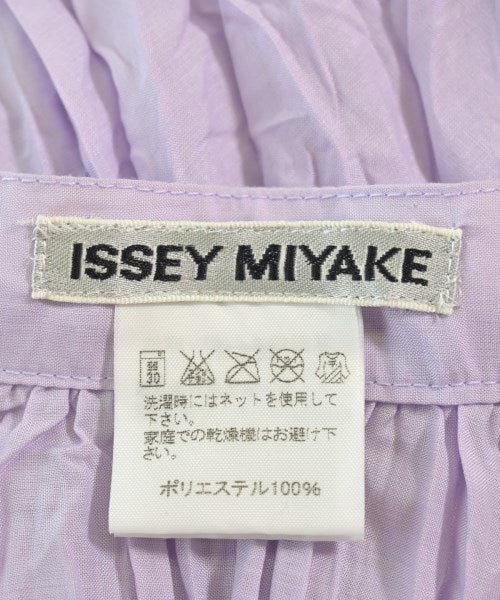 ISSEY MIYAKE
弱
30
洗濯時にはネットを使用して
下さい。
家庭での乾燥機はお避け下
さい。
ポリエステル100%